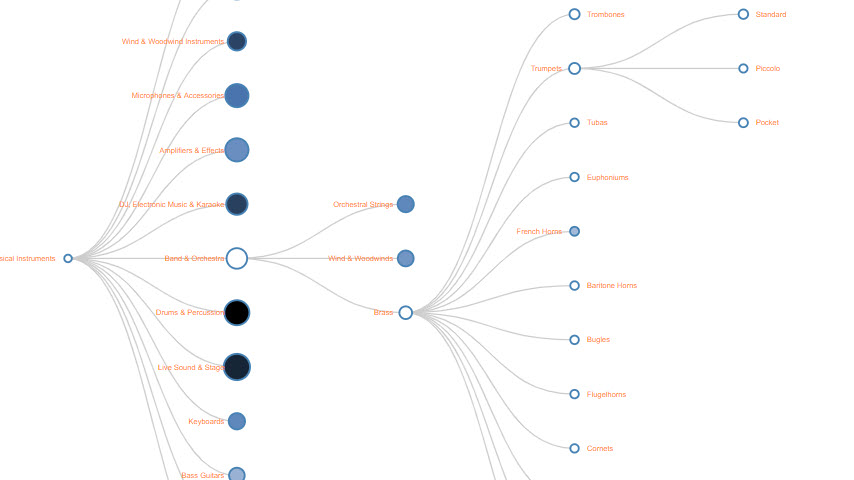 Wind & Woodwind Instruments
Microphones & Accessories
Amplifiers & Effects
DJ, Electronic Music & Karaoke
sical Instruments
Band & Orchestra
Drums & Percussion
Live Sound & Stage
Keyboards
Bass Guitars
Orchestral Strings
Wind & Woodwinds
Brass
Trombones
Trumpets
Tubas
Euphoniums
French Horns
Baritone Horns
Bugles
Flugelhorns
Cornets
Standard
Piccolo
Pocket